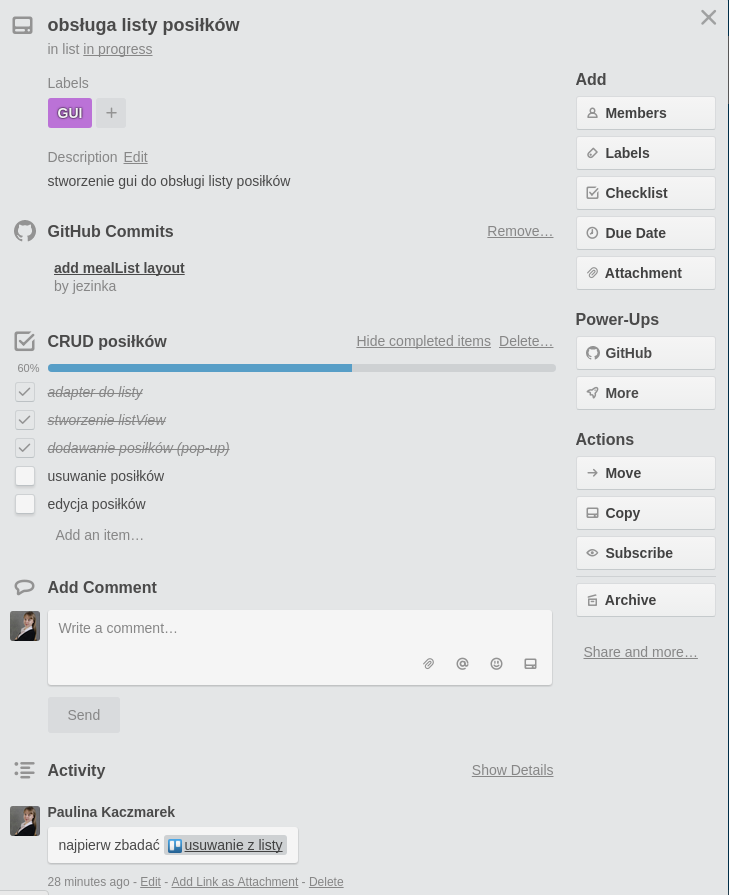 obsługa listy posiłków
in list in progress
Labels
GUI +
Description Edit
stworzenie gui do obsługi listy posiłków
GitHub Commits Remove…
add mealList layout
by jezinka
CRUD posiłków Hide completed items Delete…
60%
adapter do listy
stworzenie listView
dodawanie posiłków (pop-up)
usuwanie posiłków
edycja posiłków
Add an item…
Add Comment
Write a comment…
Send
Activity Show Details
Paulina Kaczmarek
najpierw zbadać usuwanie z listy
28 minutes ago - Edit - Add Link as Attachment - Delete
Add
Members
Labels
Checklist
Due Date
Attachment
Power-Ups
GitHub
More
Actions
Move
Copy
Subscribe
Archive
Share and more…